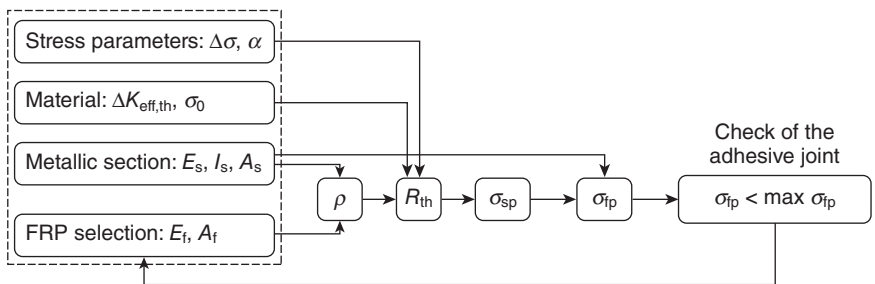 Stress parameters: Δσ, α
Material: ΔK_eff,th, σ_0
Metallic section: E_s, I_s, A_s
FRP selection: E_f, A_f
ρ
R_th
σ_sp
σ_fp
Check of the
adhesive joint
σ_fp < max σ_fp